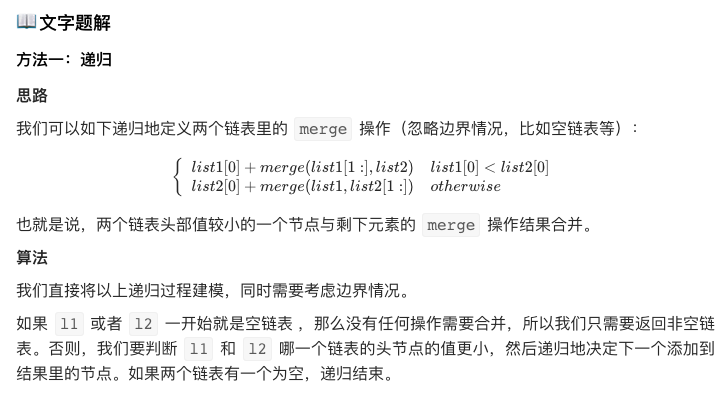 📖文字题解
方法一：递归
思路
我们可以如下递归地定义两个链表里的 merge 操作（忽略边界情况，比如空链表等）：
{ list1[0] + merge(list1[1 :], list2)   list1[0] < list2[0]
list2[0] + merge(list1, list2[1 :])   otherwise
也就是说，两个链表头部值较小的一个节点与剩下元素的 merge 操作结果合并。
算法
我们直接将以上递归过程建模，同时需要考虑边界情况。
如果 l1 或者 l2 一开始就是空链表 ，那么没有任何操作需要合并，所以我们只需要返回非空链
表。否则，我们要判断 l1 和 l2 哪一个链表的头节点的值更小，然后递归地决定下一个添加到
结果里的节点。如果两个链表有一个为空，递归结束。